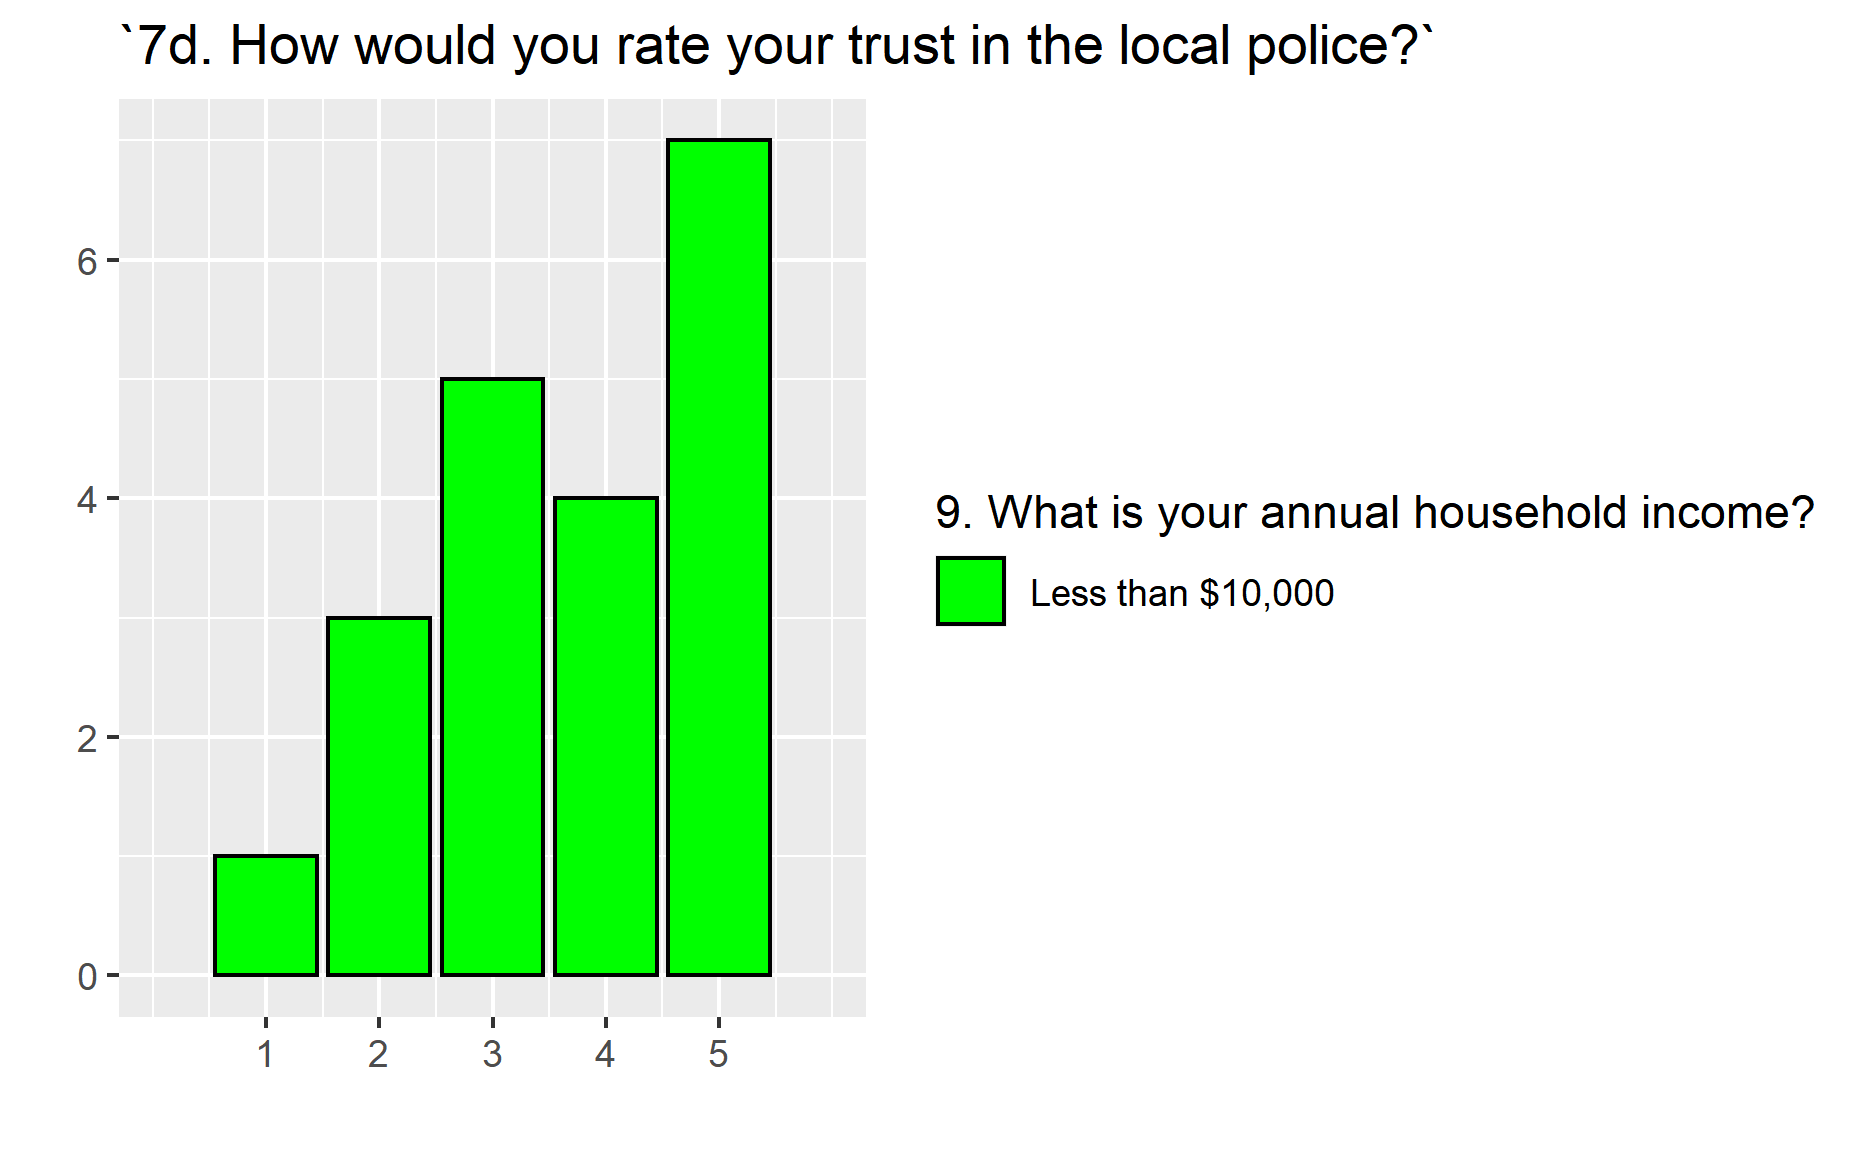 `7d. How would you rate your trust in the local police?`
6
4
2
0
1 2 3 4 5
9. What is your annual household income?
Less than $10,000